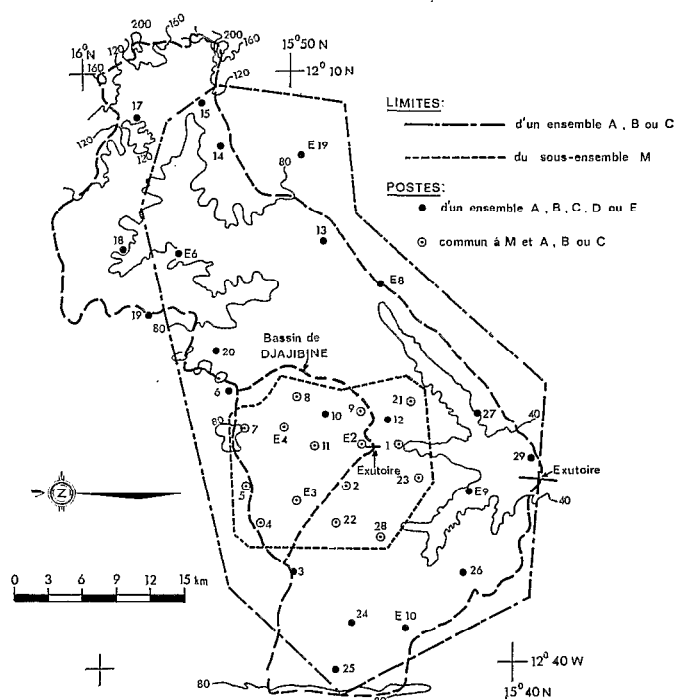 200
160
200
160
15° 50 N
16° N
120
12° 10 N
160
120
LIMITES:
17
15
d'un ensemble A, B ou C
120
14
E 19
du sous-ensemble M
120
80
POSTES:
d'un ensemble A, B, C, D ou E
18
E6
13
commun à M et A, B ou C
E8
19
80
20
Bassin de
DJAJIBINE
6
8
21
9
10
12
27
40
80
7
E4
E2
11
1
29
Exutoire
Exutoire
23
Z
5
2
E9
40
E3
4
22
28
0 3 6 9 12 15 km
3
26
24
E 10
25
12° 40 W
80
80
15° 40 N